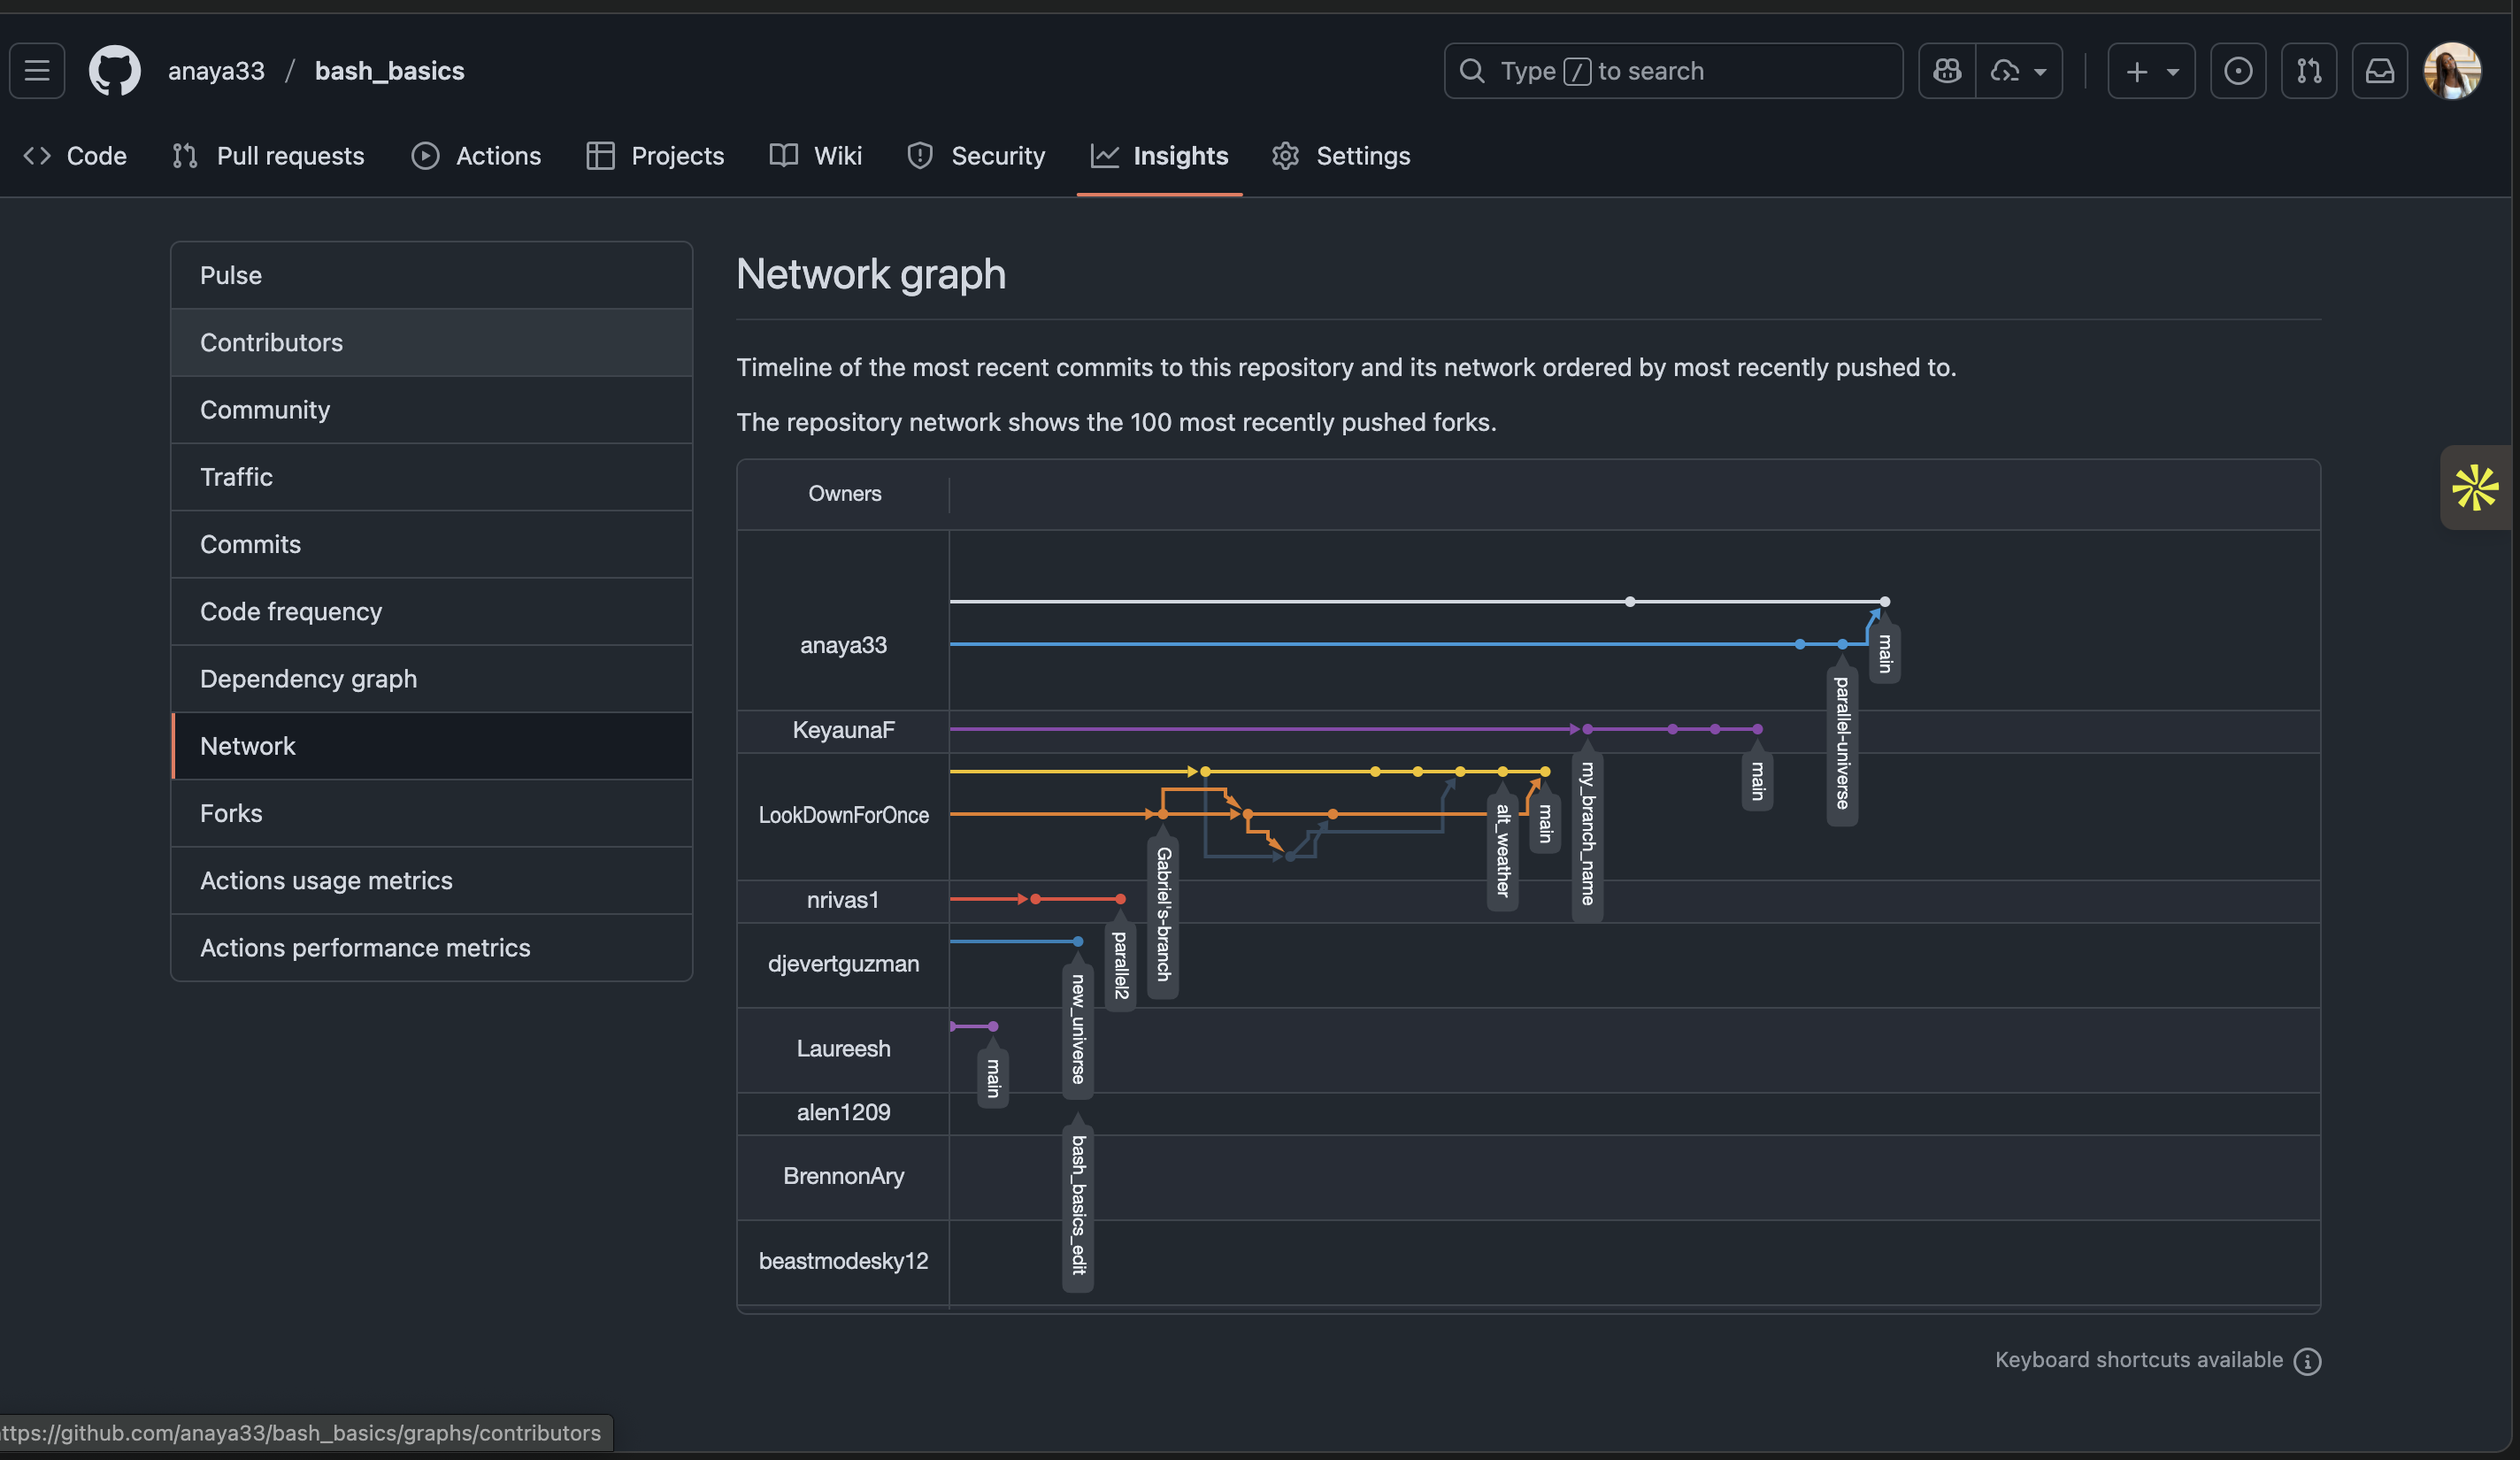 anaya33 / bash_basics
Type / to search
Code
Pull requests
Actions
Projects
Wiki
Security
Insights
Settings
Pulse
Contributors
Community
Traffic
Commits
Code frequency
Dependency graph
Network
Forks
Actions usage metrics
Actions performance metrics
Network graph
Timeline of the most recent commits to this repository and its network ordered by most recently pushed to.
The repository network shows the 100 most recently pushed forks.
Owners
anaya33
main
parallel-universe
KeyaunaF
my_branch_name
main
LookDownForOnce
Gabriel's-branch
alt_weather
main
nrivas1
parallel2
djevertguzman
new_universe
Laureesh
main
alen1209
bash_basics_edit
BrennonAry
beastmodesky12
Keyboard shortcuts available
ttps://github.com/anaya33/bash_basics/graphs/contributors